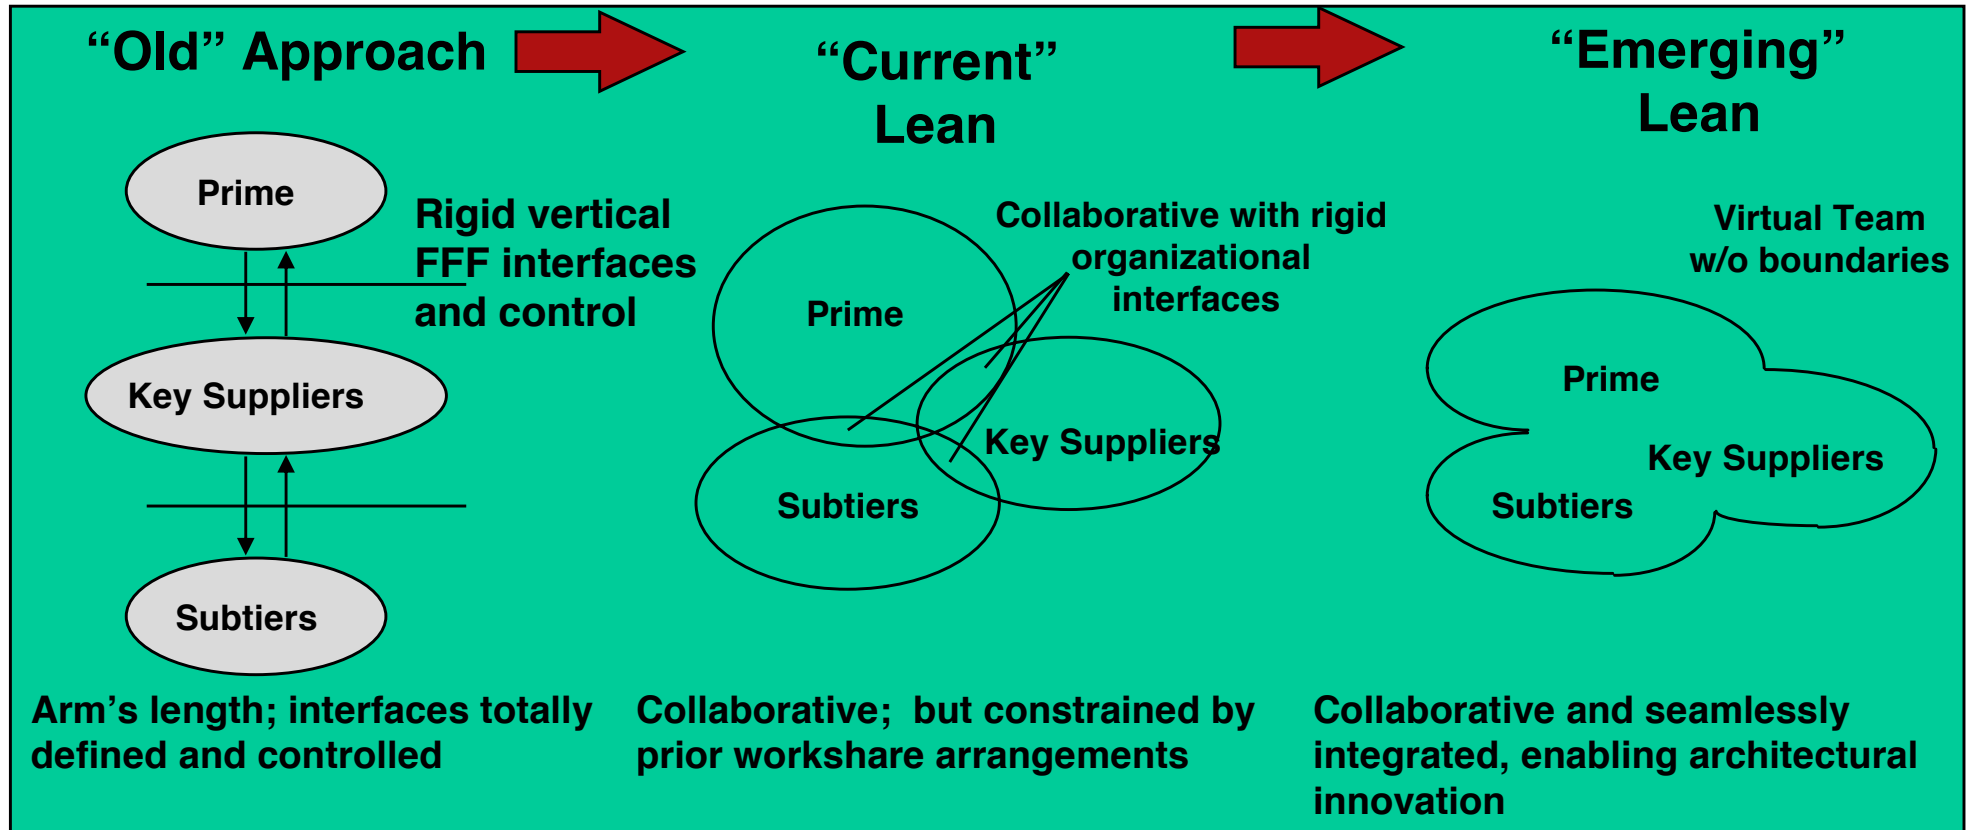 “Old” Approach
Prime
Rigid vertical
FFF interfaces
and control
Key Suppliers
Subtiers
Arm’s length; interfaces totally
defined and controlled
“Current”
Lean
Collaborative with rigid
organizational
interfaces
Prime
Key Suppliers
Subtiers
Collaborative;  but constrained by
prior workshare arrangements
“Emerging”
Lean
Virtual Team
w/o boundaries
Prime
Key Suppliers
Subtiers
Collaborative and seamlessly
integrated, enabling architectural
innovation